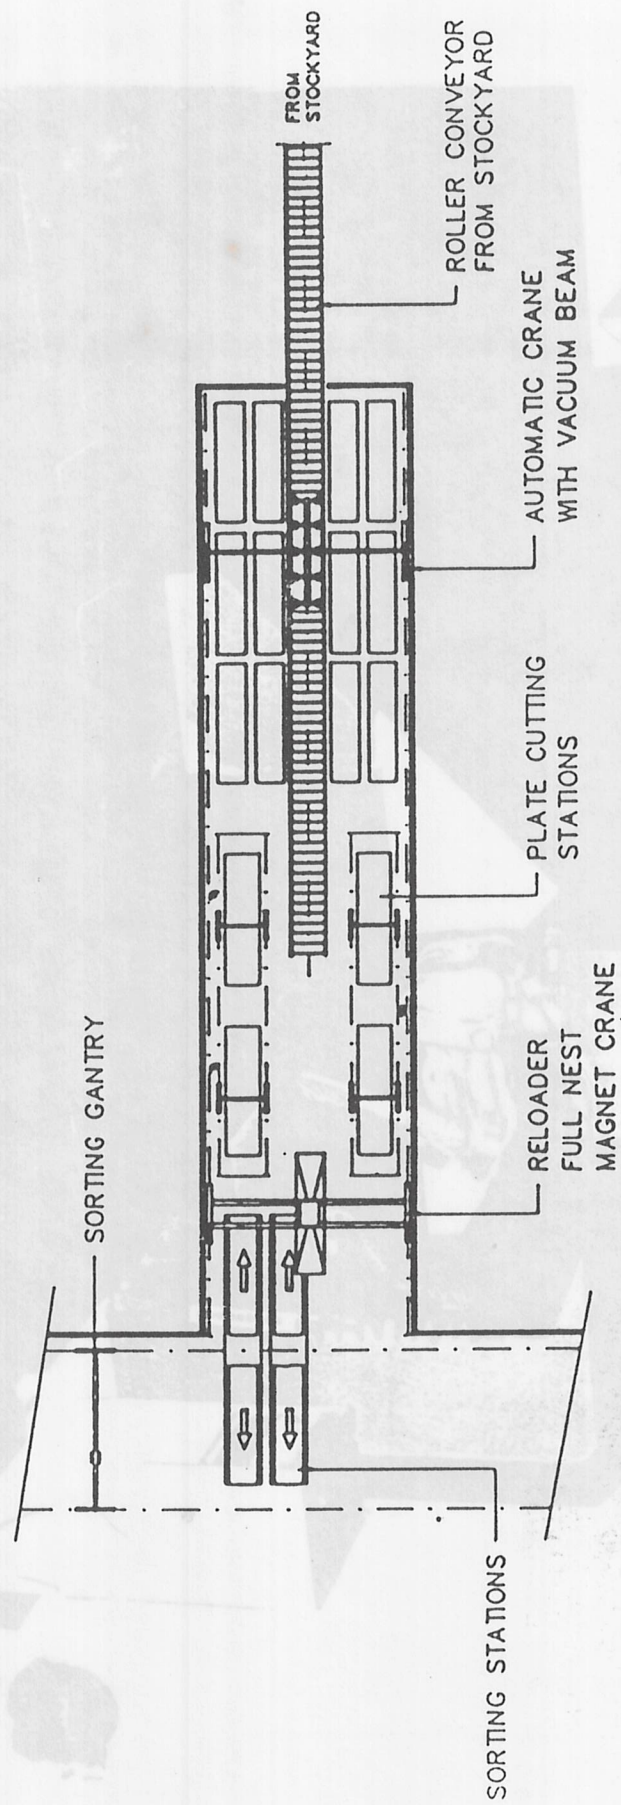 SORTING GANTRY
FROM
STOCKYARD
ROLLER CONVEYOR
FROM STOCKYARD
AUTOMATIC CRANE
WITH VACUUM BEAM
PLATE CUTTING
STATIONS
RELOADER
FULL NEST
MAGNET CRANE
SORTING STATIONS